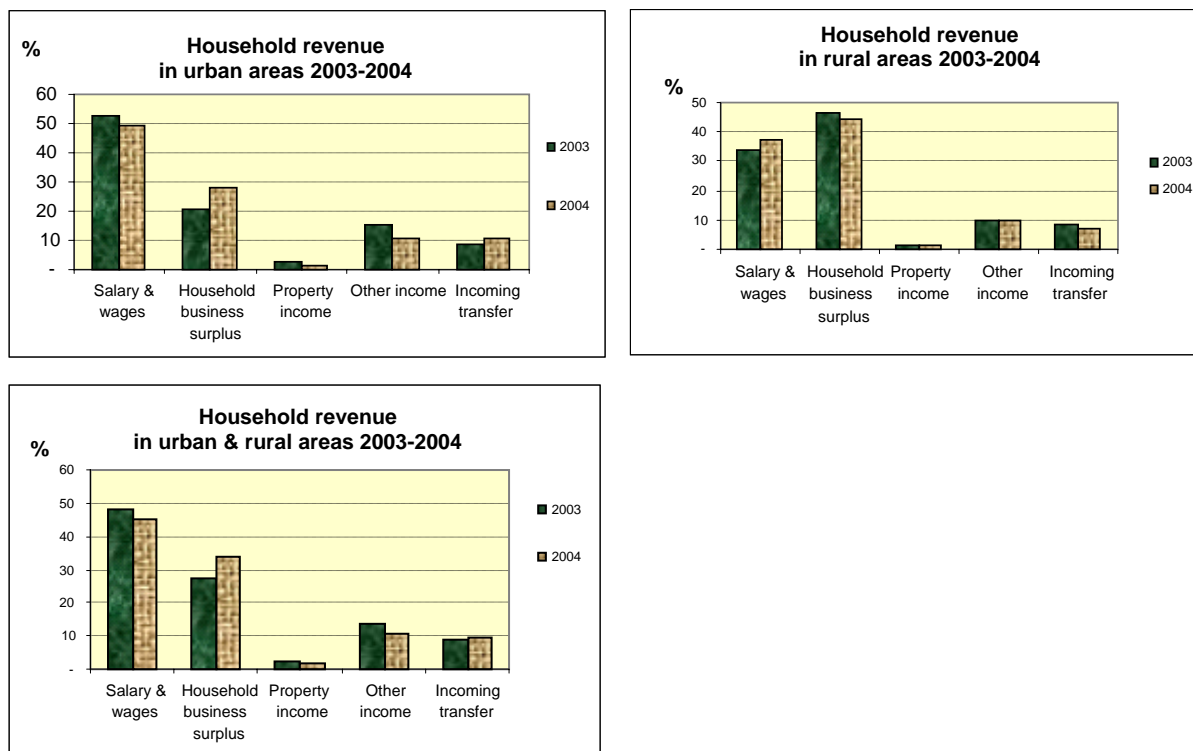 %
Household revenue
in urban areas 2003-2004
60
50
40
30
20
10
-
Salary &
wages
Household
business
surplus
Property
income
Other income
Incoming
transfer
2003
2004
Household revenue
in rural areas 2003-2004
%
50
40
30
20
10
-
Salary &
wages
Household
business
surplus
Property
income
Other
income
Incoming
transfer
2003
2004
Household revenue
in urban & rural areas 2003-2004
%
60
50
40
30
20
10
-
Salary &
wages
Household
business
surplus
Property
income
Other
income
Incoming
transfer
2003
2004